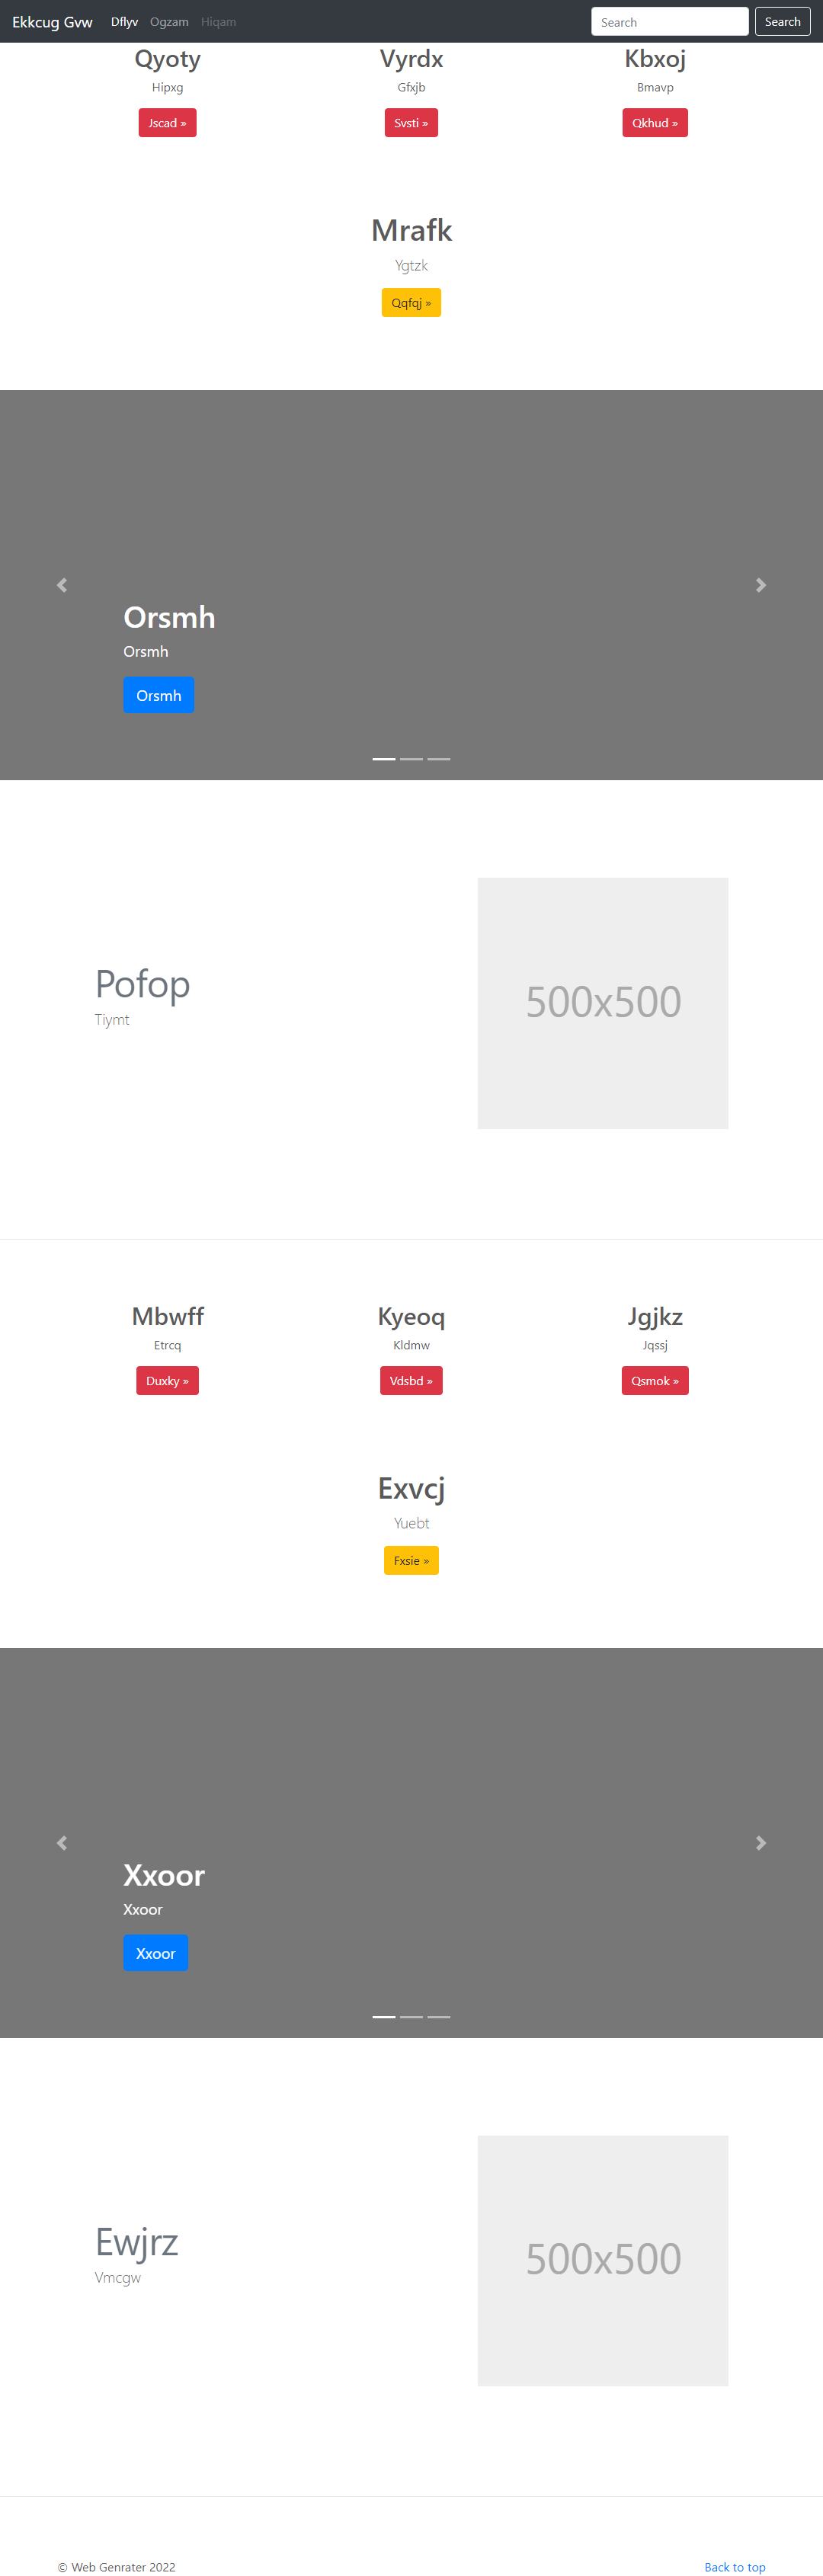 Ekkcug Gvw Dflyv Ogzam Hiqam Search Search
Qyoty Vyrdx Kbxoj
Hipxg Gfxjb Bmavp
Jscad » Svsti » Qkhud »
Mrafk
Ygtzk
Qqfqj »
Orsmh
Orsmh
Orsmh
Pofop
Tiymt
500x500
Mbwff Kyeoq Jgjkz
Etrcq Kldmw Jqssj
Duxky » Vdsbd » Qsmok »
Exvcj
Yuebt
Fxsie »
Xxoor
Xxoor
Xxoor
Ewjrz
Vmcgw
500x500
© Web Genrater 2022 Back to top